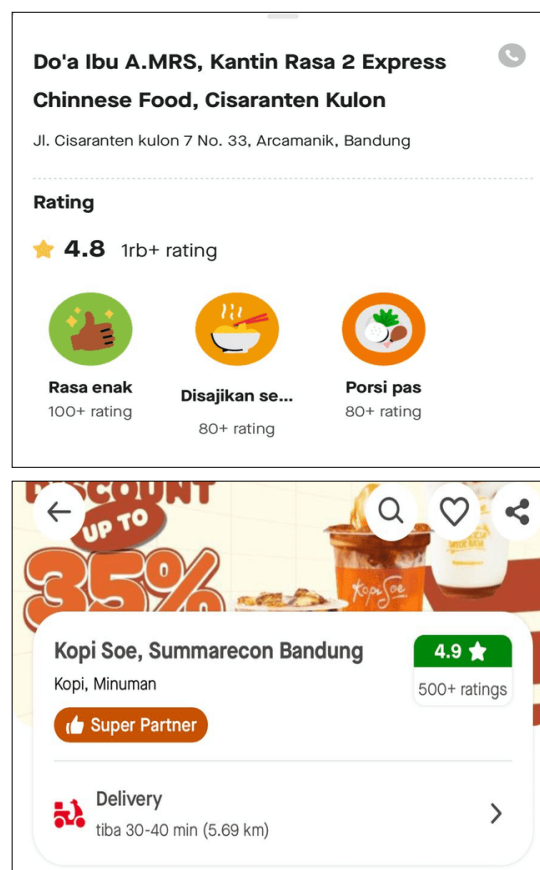 Do'a Ibu A.MRS, Kantin Rasa 2 Express
Chinnese Food, Cisaranten Kulon
Jl. Cisaranten kulon 7 No. 33, Arcamanik, Bandung
Rating
4.8 1rb+ rating
Rasa enak
100+ rating
Disajikan se...
80+ rating
Porsi pas
80+ rating
DISCOUNT
UP TO
35%
Kopi Soe
Kopi Soe, Summarecon Bandung
4.9
Kopi, Minuman
500+ ratings
Super Partner
Delivery
tiba 30-40 min (5.69 km)